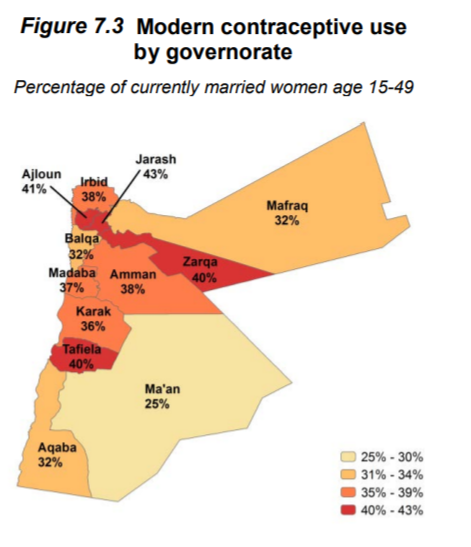 Figure 7.3 Modern contraceptive use
by governorate
Percentage of currently married women age 15-49
Jarash
43%
Ajloun
41%
Irbid
38%
Mafraq
32%
Balqa
32%
Zarqa
40%
Madaba
37%
Amman
38%
Karak
36%
Tafiela
40%
Ma'an
25%
Aqaba
32%
25% - 30%
31% - 34%
35% - 39%
40% - 43%